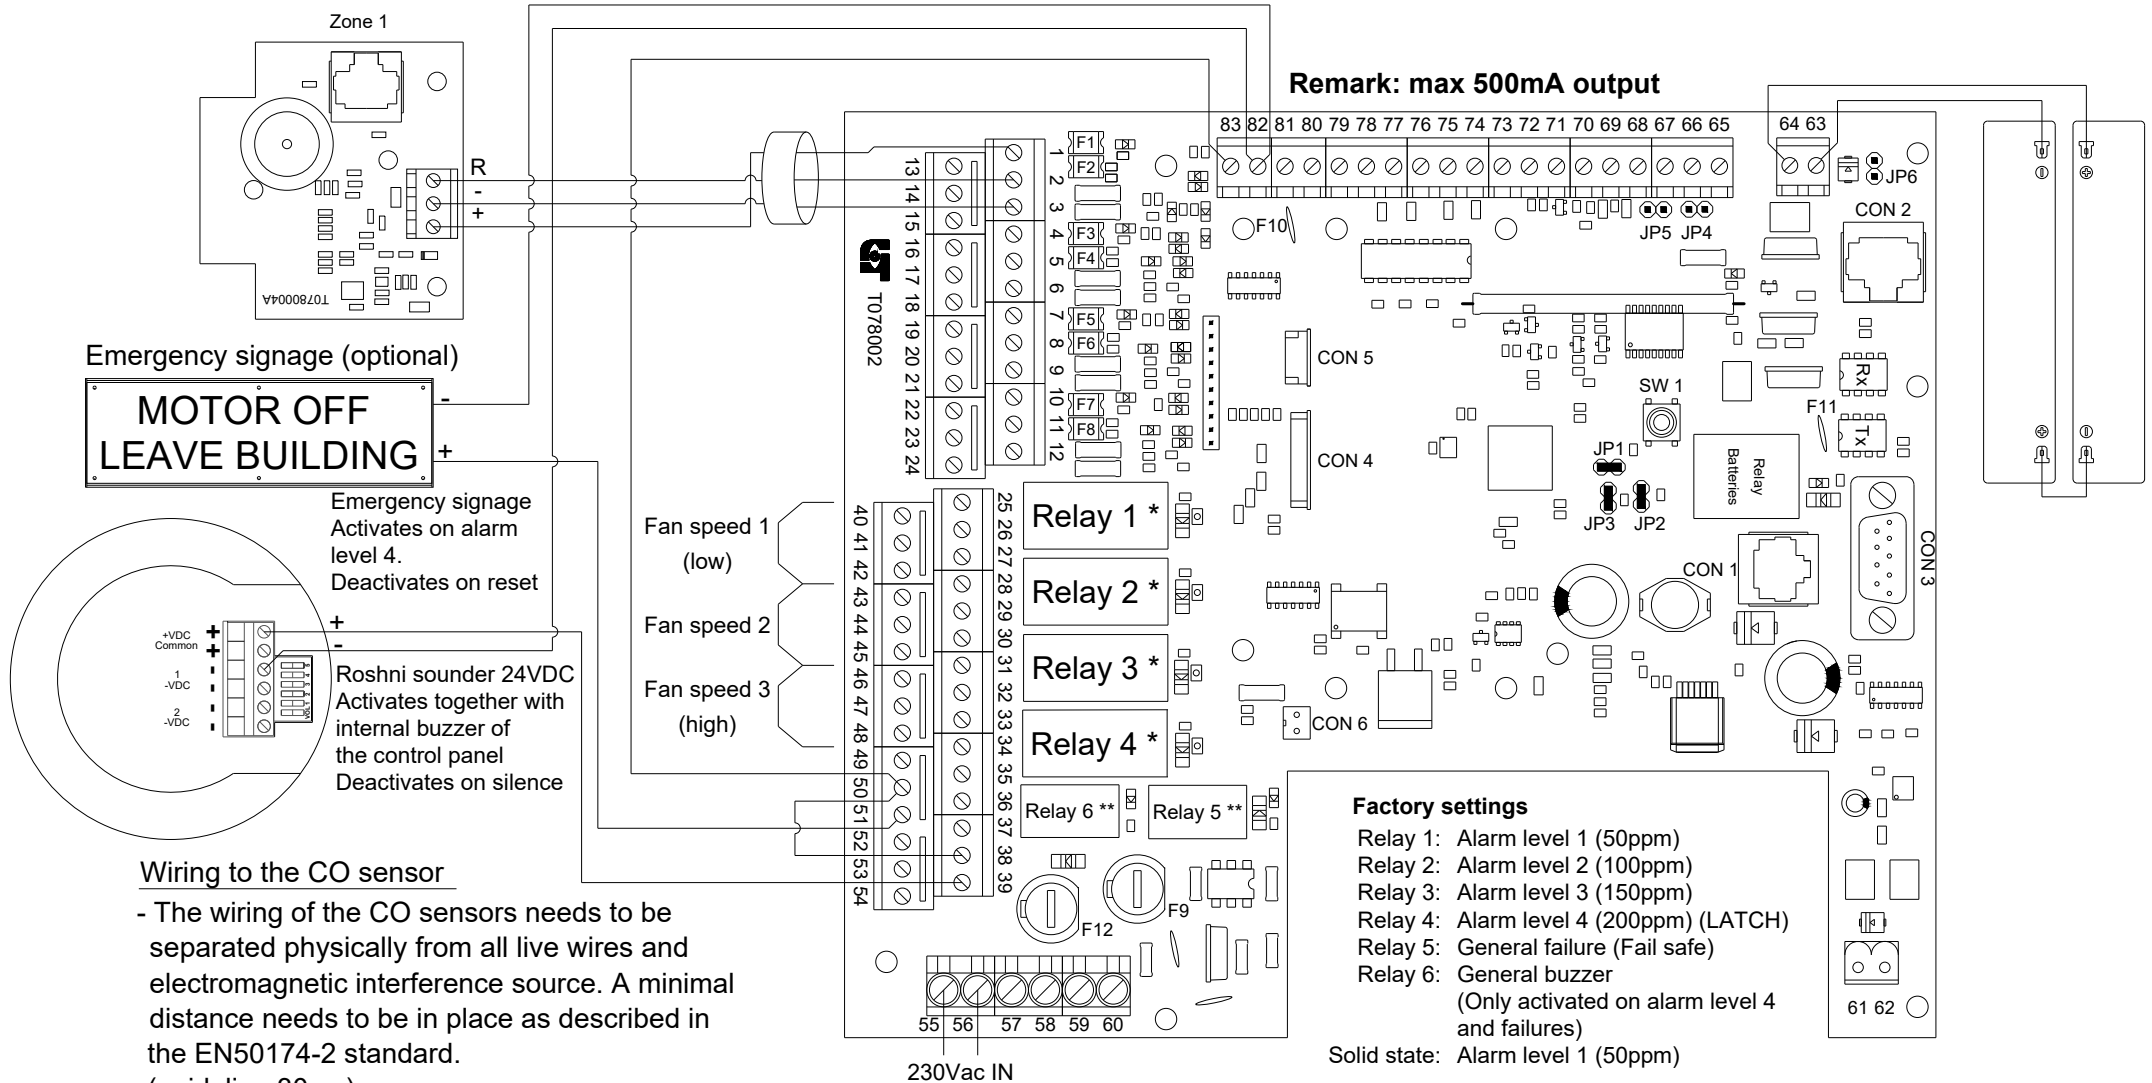 Zone 1
R
-
+
T0780004A
Remark: max 500mA output
83 82 81 80 79 78 77 76 75 74 73 72 71 70 69 68 67 66 65
64 63
JP6
CON 2
JP5 JP4
F10
F1
F2
F3
F4
F5
F6
F7
F8
1 2 3 4 5 6 7 8 9 10 11 12
13 14 15 16 17 18 19 20 21 22 23 24
T078002
CON 5
CON 4
SW 1
Rx
Tx
F11
JP1
JP3 JP2
Relay
Batteries
CON 1
CON 3
CON 6
Emergency signage (optional)
MOTOR OFF
LEAVE BUILDING
-
+
Emergency signage
Activates on alarm
level 4.
Deactivates on reset
+
-
+VDC
Common
1
-VDC
2
-VDC
+
+
-
-
-
-
Roshni sounder 24VDC
Activates together with
internal buzzer of
the control panel
Deactivates on silence
Fan speed 1
(low)
Fan speed 2
Fan speed 3
(high)
40 41 42 43 44 45 46 47 48 49 50 51 52 53 54
25 26 27 28 29 30 31 32 33 34 35 36 37 38 39
Relay 1 *
Relay 2 *
Relay 3 *
Relay 4 *
Relay 6 **
Relay 5 **
F12
F9
55 56 57 58 59 60
230Vac IN
61 62
Wiring to the CO sensor
- The wiring of the CO sensors needs to be
separated physically from all live wires and
electromagnetic interference source. A minimal
distance needs to be in place as described in
the EN50174-2 standard.
Factory settings
Relay 1: Alarm level 1 (50ppm)
Relay 2: Alarm level 2 (100ppm)
Relay 3: Alarm level 3 (150ppm)
Relay 4: Alarm level 4 (200ppm) (LATCH)
Relay 5: General failure (Fail safe)
Relay 6: General buzzer
(Only activated on alarm level 4
and failures)
Solid state: Alarm level 1 (50ppm)